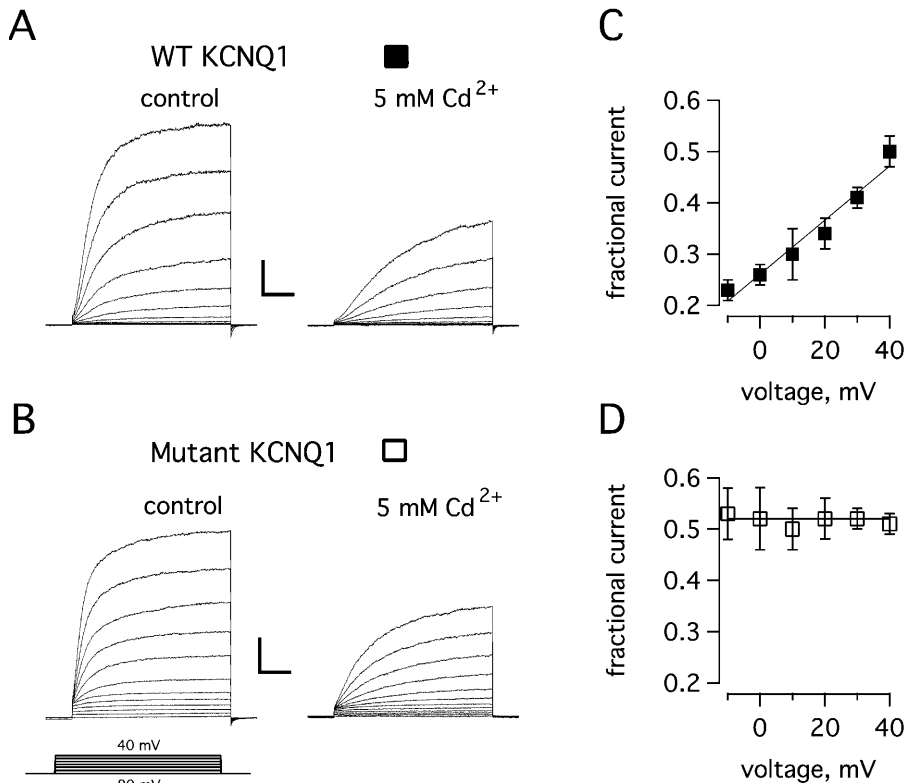 A
WT KCNQ1
control
5 mM Cd2+
C
fractional current
0.6
0.5
0.4
0.3
0.2
0
20
40
voltage, mV
B
Mutant KCNQ1
control
5 mM Cd2+
40 mV
D
fractional current
0.6
0.5
0.4
0.3
0.2
0
20
40
voltage, mV